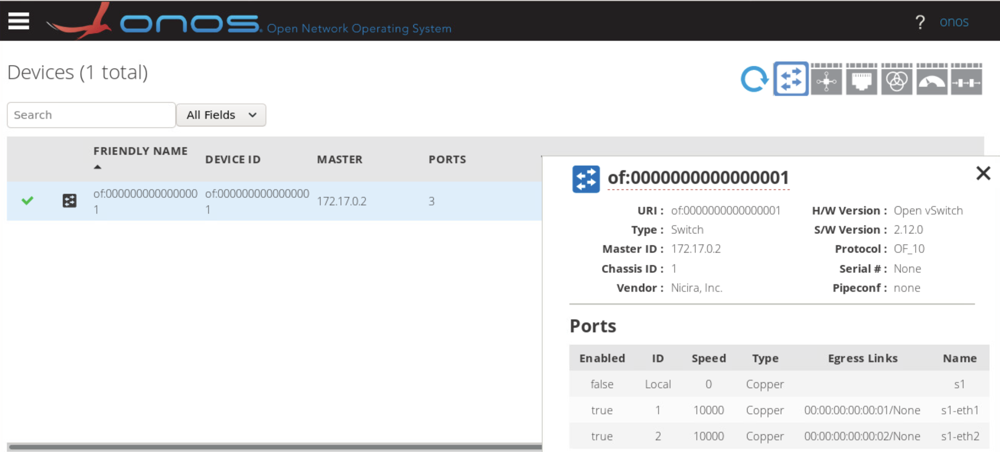 onos. Open Network Operating System
? onos
Devices (1 total)
Search
All Fields
FRIENDLY NAME DEVICE ID MASTER PORTS
of:000000000000000 of:000000000000000 172.17.0.2 3
1 1
of:0000000000000001
URI : of:0000000000000001 H/W Version : Open vSwitch
Type : Switch S/W Version : 2.12.0
Master ID : 172.17.0.2 Protocol : OF_10
Chassis ID : 1 Serial # : None
Vendor : Nicira, Inc. Pipeconf : none
Ports
Enabled ID Speed Type Egress Links Name
false Local 0 Copper s1
true 1 10000 Copper 00:00:00:00:00:01/None s1-eth1
true 2 10000 Copper 00:00:00:00:00:02/None s1-eth2